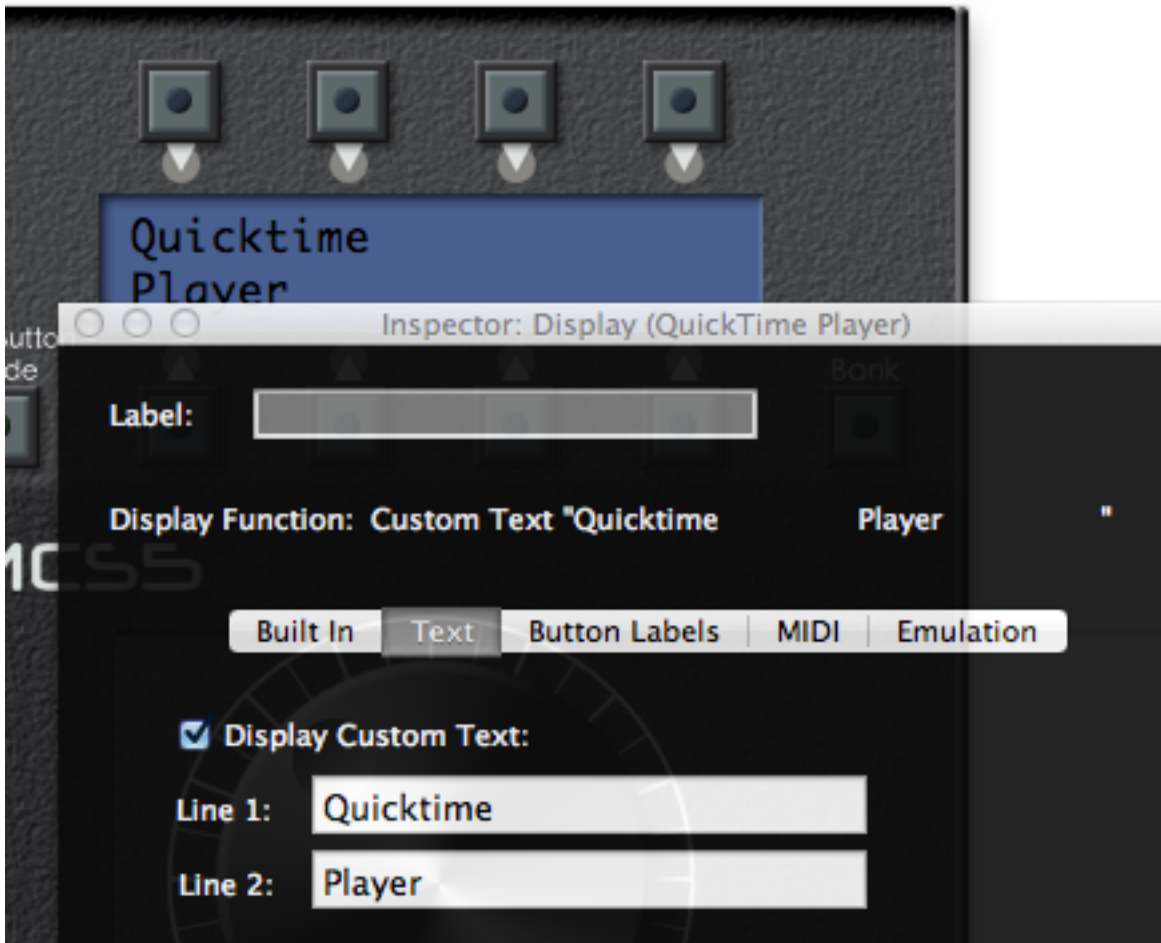 Quicktime
Player
Inspector: Display (QuickTime Player)
Bank
Label:
Display Function: Custom Text "Quicktime Player "
MCS5
Built In Text Button Labels MIDI Emulation
Display Custom Text:
Line 1: Quicktime
Line 2: Player